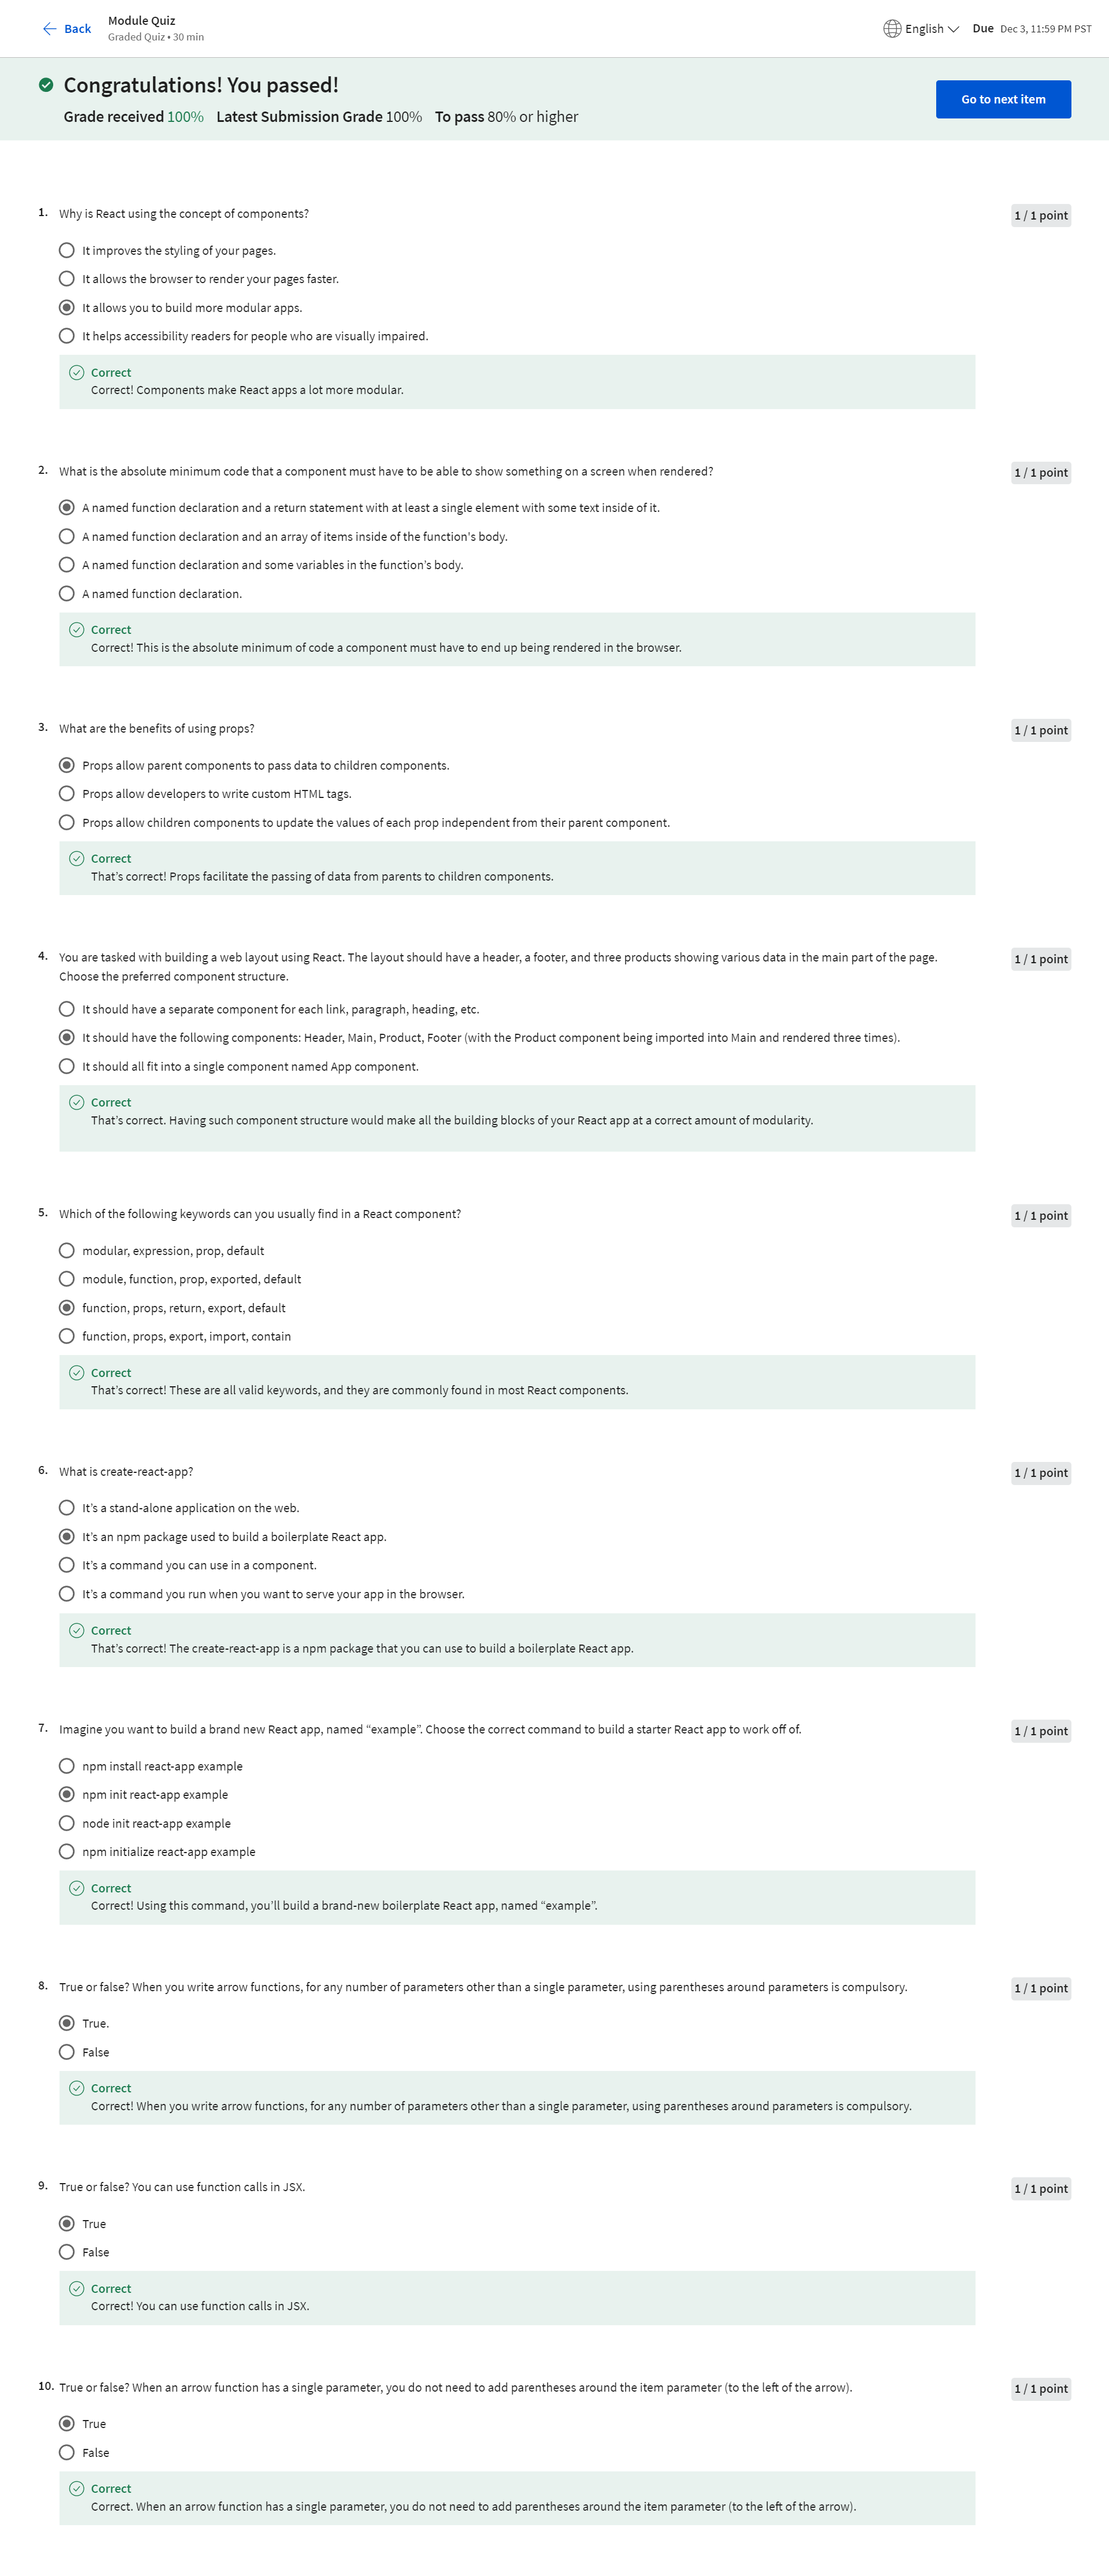 Back
Module Quiz
Graded Quiz • 30 min
English
Due Dec 3, 11:59 PM PST
Congratulations! You passed!
Grade received 100% Latest Submission Grade 100% To pass 80% or higher
Go to next item
1. Why is React using the concept of components?
1 / 1 point
It improves the styling of your pages.
It allows the browser to render your pages faster.
It allows you to build more modular apps.
It helps accessibility readers for people who are visually impaired.
Correct
Correct! Components make React apps a lot more modular.
2. What is the absolute minimum code that a component must have to be able to show something on a screen when rendered?
1 / 1 point
A named function declaration and a return statement with at least a single element with some text inside of it.
A named function declaration and an array of items inside of the function's body.
A named function declaration and some variables in the function’s body.
A named function declaration.
Correct
Correct! This is the absolute minimum of code a component must have to end up being rendered in the browser.
3. What are the benefits of using props?
1 / 1 point
Props allow parent components to pass data to children components.
Props allow developers to write custom HTML tags.
Props allow children components to update the values of each prop independent from their parent component.
Correct
That’s correct! Props facilitate the passing of data from parents to children components.
4. You are tasked with building a web layout using React. The layout should have a header, a footer, and three products showing various data in the main part of the page.
Choose the preferred component structure.
1 / 1 point
It should have a separate component for each link, paragraph, heading, etc.
It should have the following components: Header, Main, Product, Footer (with the Product component being imported into Main and rendered three times).
It should all fit into a single component named App component.
Correct
That’s correct. Having such component structure would make all the building blocks of your React app at a correct amount of modularity.
5. Which of the following keywords can you usually find in a React component?
1 / 1 point
modular, expression, prop, default
module, function, prop, exported, default
function, props, return, export, default
function, props, export, import, contain
Correct
That’s correct! These are all valid keywords, and they are commonly found in most React components.
6. What is create-react-app?
1 / 1 point
It’s a stand-alone application on the web.
It’s an npm package used to build a boilerplate React app.
It’s a command you can use in a component.
It’s a command you run when you want to serve your app in the browser.
Correct
That’s correct! The create-react-app is a npm package that you can use to build a boilerplate React app.
7. Imagine you want to build a brand new React app, named “example”. Choose the correct command to build a starter React app to work off of.
1 / 1 point
npm install react-app example
npm init react-app example
node init react-app example
npm initialize react-app example
Correct
Correct! Using this command, you’ll build a brand-new boilerplate React app, named “example”.
8. True or false? When you write arrow functions, for any number of parameters other than a single parameter, using parentheses around parameters is compulsory.
1 / 1 point
True.
False
Correct
Correct! When you write arrow functions, for any number of parameters other than a single parameter, using parentheses around parameters is compulsory.
9. True or false? You can use function calls in JSX.
1 / 1 point
True
False
Correct
Correct! You can use function calls in JSX.
10. True or false? When an arrow function has a single parameter, you do not need to add parentheses around the item parameter (to the left of the arrow).
1 / 1 point
True
False
Correct
Correct. When an arrow function has a single parameter, you do not need to add parentheses around the item parameter (to the left of the arrow).